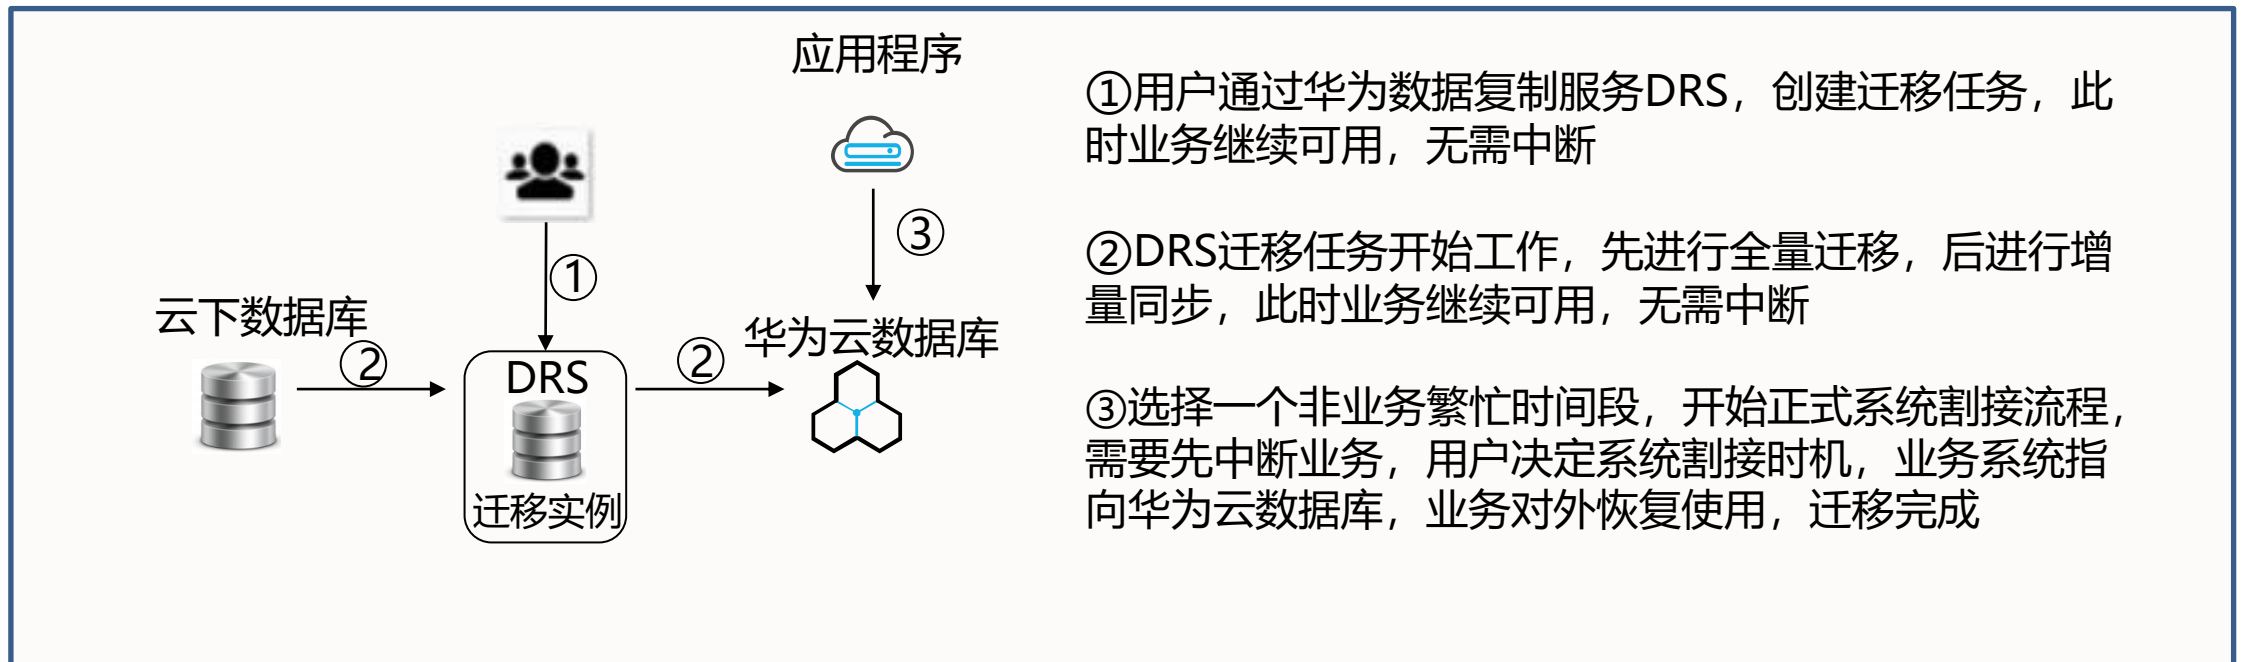 应用程序
①
③
云下数据库
②
DRS
迁移实例
②
华为云数据库
①用户通过华为数据复制服务DRS，创建迁移任务，此
时业务继续可用，无需中断
②DRS迁移任务开始工作，先进行全量迁移，后进行增
量同步，此时业务继续可用，无需中断
③选择一个非业务繁忙时间段，开始正式系统割接流程，
需要先中断业务，用户决定系统割接时机，业务系统指
向华为云数据库，业务对外恢复使用，迁移完成